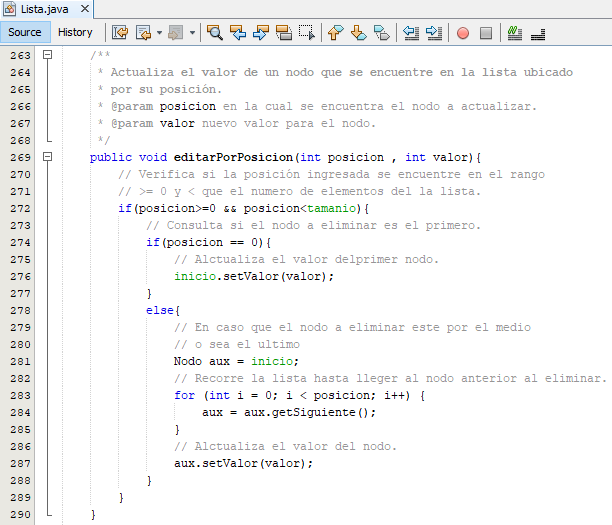 Lista.java
Source History
263 /**
264 * Actualiza el valor de un nodo que se encuentre en la lista ubicado
265 * por su posición.
266 * @param posicion en la cual se encuentra el nodo a actualizar.
267 * @param valor nuevo valor para el nodo.
268 */
269 public void editarPorPosicion(int posicion , int valor){
270 // Verifica si la posición ingresada se encuentre en el rango
271 // >= 0 y < que el numero de elementos del la lista.
272 if(posicion>=0 && posicion<tamanio){
273 // Consulta si el nodo a eliminar es el primero.
274 if(posicion == 0){
275 // Alctualiza el valor delprimer nodo.
276 inicio.setValor(valor);
277 }
278 else{
279 // En caso que el nodo a eliminar este por el medio
280 // o sea el ultimo
281 Nodo aux = inicio;
282 // Recorre la lista hasta lleger al nodo anterior al eliminar.
283 for (int i = 0; i < posicion; i++) {
284 aux = aux.getSiguiente();
285 }
286 // Alctualiza el valor del nodo.
287 aux.setValor(valor);
288 }
289 }
290 }